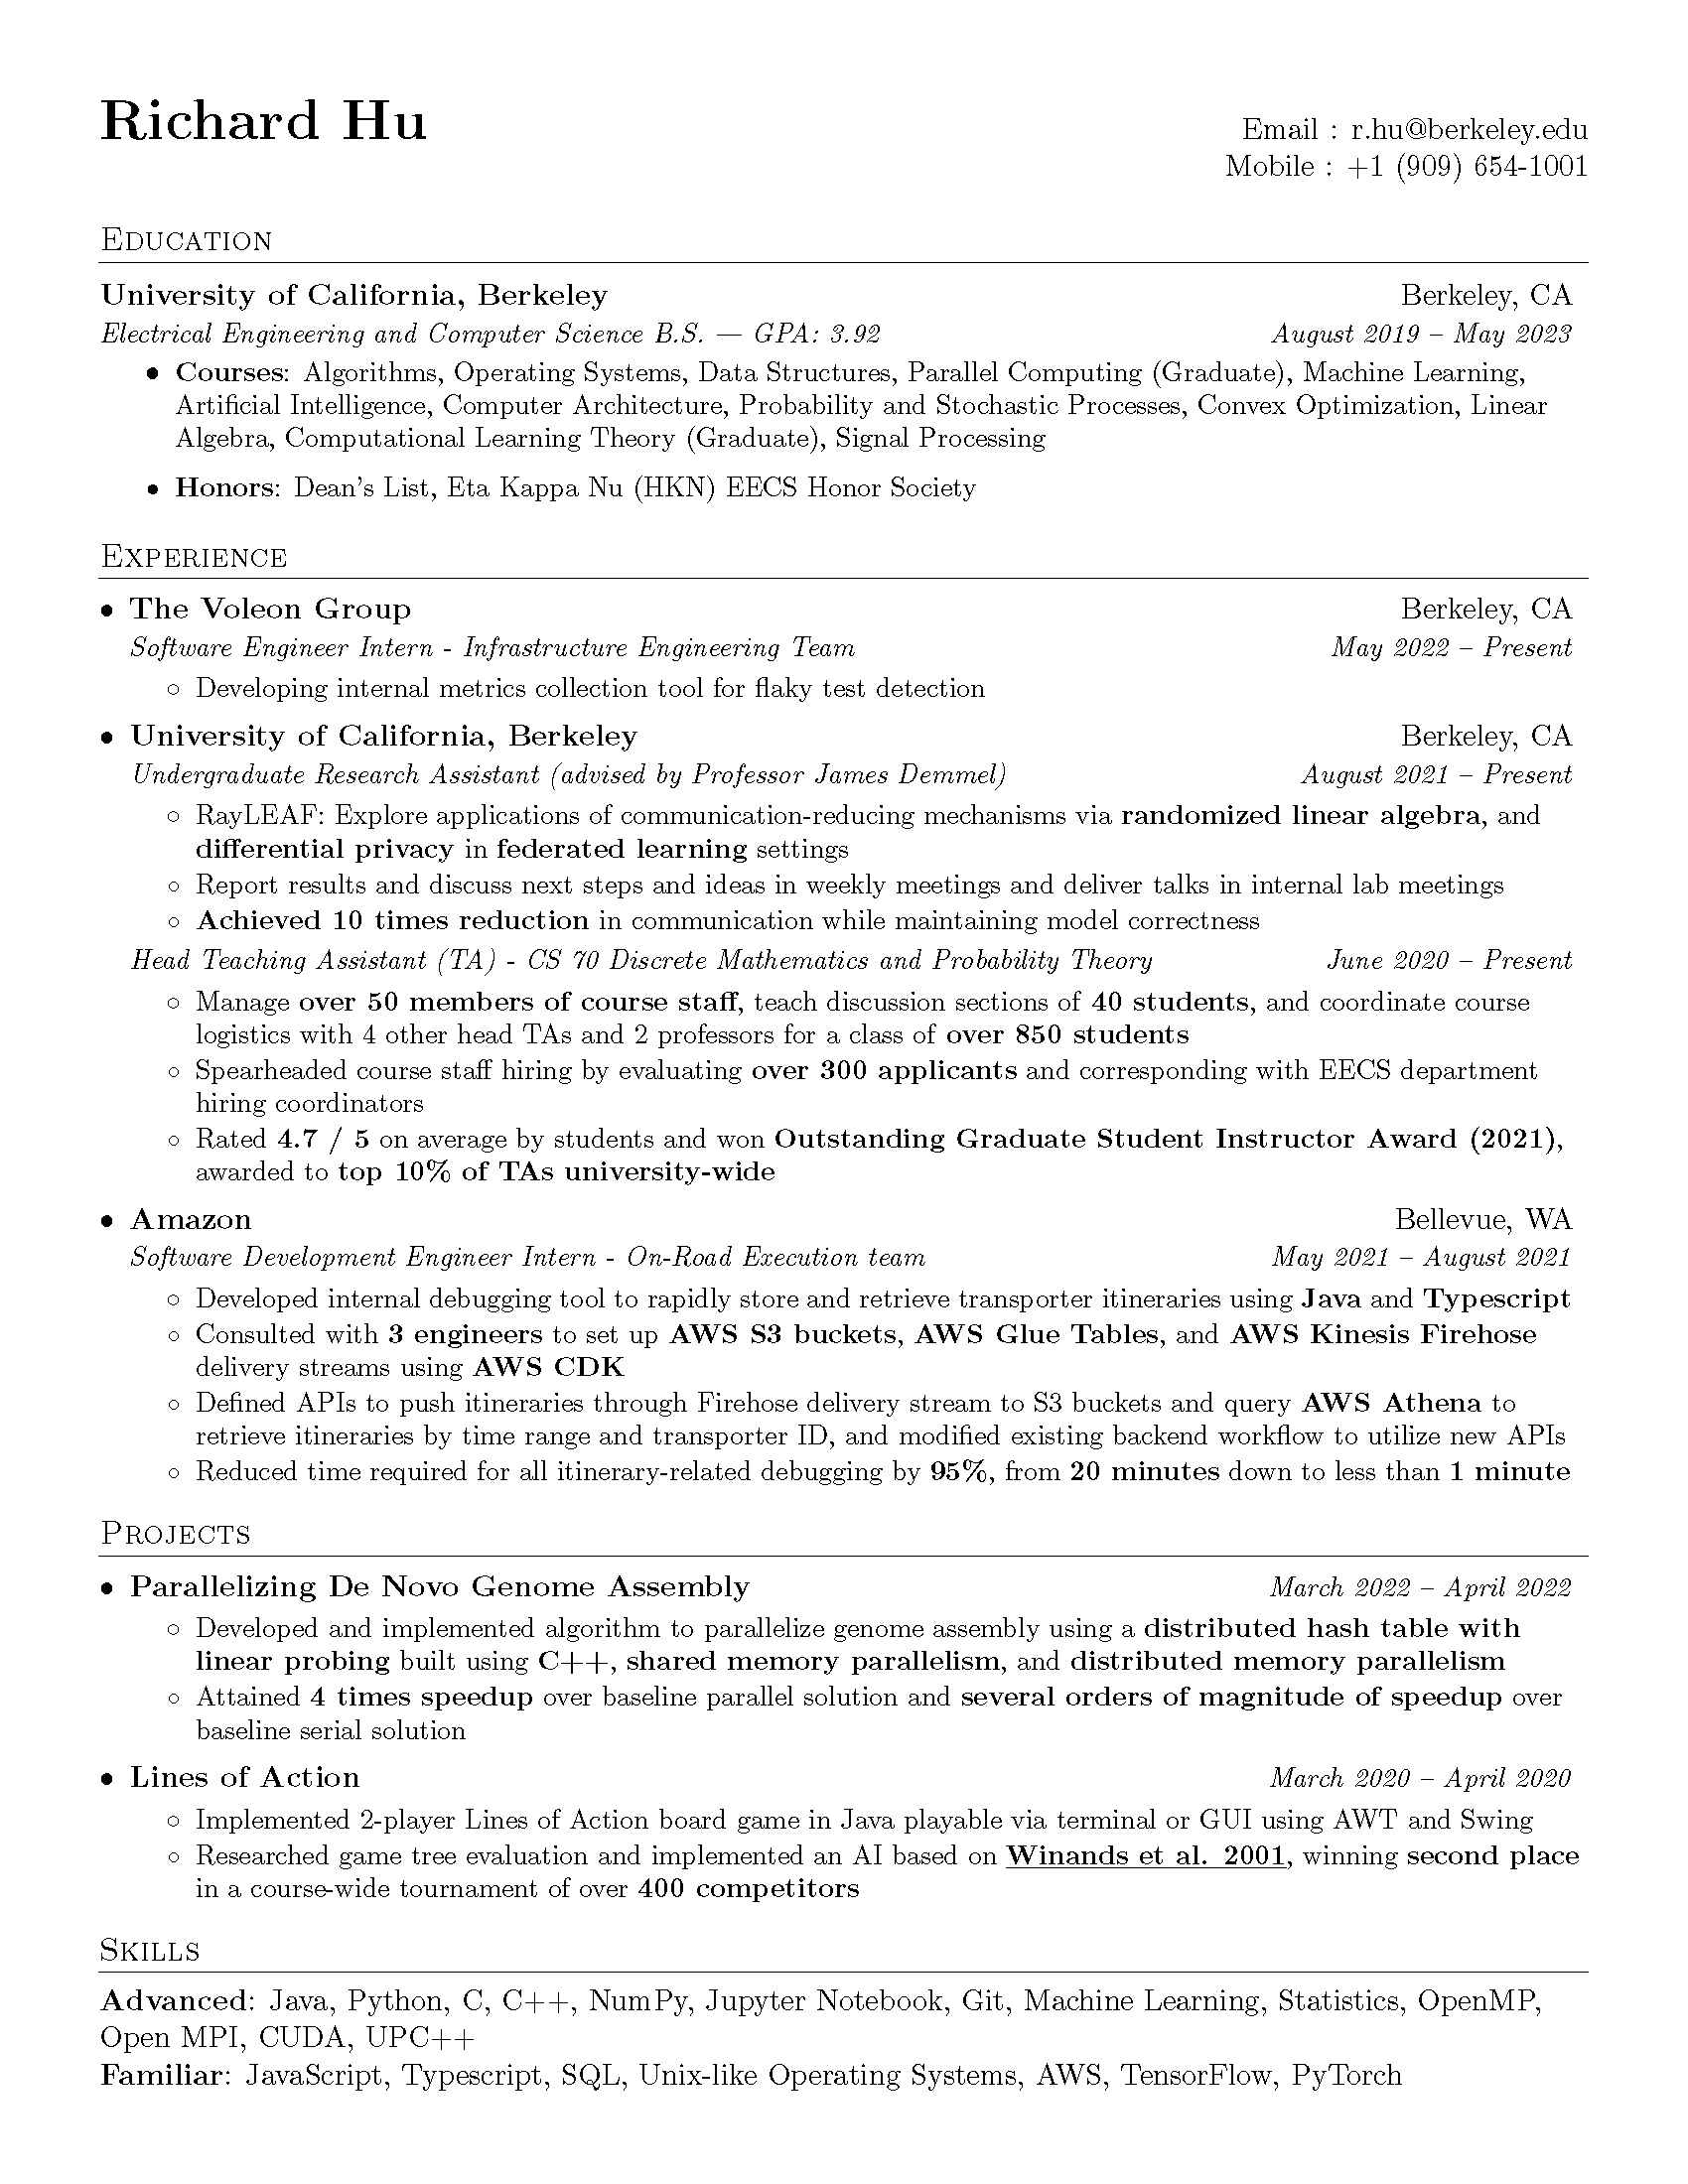 Richard Hu
Email : r.hu@berkeley.edu
Mobile : +1 (909) 654-1001
Education
University of California, Berkeley Berkeley, CA
Electrical Engineering and Computer Science B.S. — GPA: 3.92 August 2019 – May 2023
• Courses: Algorithms, Operating Systems, Data Structures, Parallel Computing (Graduate), Machine Learning,
Artificial Intelligence, Computer Architecture, Probability and Stochastic Processes, Convex Optimization, Linear
Algebra, Computational Learning Theory (Graduate), Signal Processing
• Honors: Dean's List, Eta Kappa Nu (HKN) EECS Honor Society
Experience
• The Voleon Group Berkeley, CA
Software Engineer Intern - Infrastructure Engineering Team May 2022 – Present
◦ Developing internal metrics collection tool for flaky test detection
• University of California, Berkeley Berkeley, CA
Undergraduate Research Assistant (advised by Professor James Demmel) August 2021 – Present
◦ RayLEAF: Explore applications of communication-reducing mechanisms via randomized linear algebra, and
differential privacy in federated learning settings
◦ Report results and discuss next steps and ideas in weekly meetings and deliver talks in internal lab meetings
◦ Achieved 10 times reduction in communication while maintaining model correctness
Head Teaching Assistant (TA) - CS 70 Discrete Mathematics and Probability Theory June 2020 – Present
◦ Manage over 50 members of course staff, teach discussion sections of 40 students, and coordinate course
logistics with 4 other head TAs and 2 professors for a class of over 850 students
◦ Spearheaded course staff hiring by evaluating over 300 applicants and corresponding with EECS department
hiring coordinators
◦ Rated 4.7 / 5 on average by students and won Outstanding Graduate Student Instructor Award (2021),
awarded to top 10% of TAs university-wide
• Amazon Bellevue, WA
Software Development Engineer Intern - On-Road Execution team May 2021 – August 2021
◦ Developed internal debugging tool to rapidly store and retrieve transporter itineraries using Java and Typescript
◦ Consulted with 3 engineers to set up AWS S3 buckets, AWS Glue Tables, and AWS Kinesis Firehose
delivery streams using AWS CDK
◦ Defined APIs to push itineraries through Firehose delivery stream to S3 buckets and query AWS Athena to
retrieve itineraries by time range and transporter ID, and modified existing backend workflow to utilize new APIs
◦ Reduced time required for all itinerary-related debugging by 95%, from 20 minutes down to less than 1 minute
Projects
• Parallelizing De Novo Genome Assembly March 2022 – April 2022
◦ Developed and implemented algorithm to parallelize genome assembly using a distributed hash table with
linear probing built using C++, shared memory parallelism, and distributed memory parallelism
◦ Attained 4 times speedup over baseline parallel solution and several orders of magnitude of speedup over
baseline serial solution
• Lines of Action March 2020 – April 2020
◦ Implemented 2-player Lines of Action board game in Java playable via terminal or GUI using AWT and Swing
◦ Researched game tree evaluation and implemented an AI based on Winands et al. 2001, winning second place
in a course-wide tournament of over 400 competitors
Skills
Advanced: Java, Python, C, C++, NumPy, Jupyter Notebook, Git, Machine Learning, Statistics, OpenMP,
Open MPI, CUDA, UPC++
Familiar: JavaScript, Typescript, SQL, Unix-like Operating Systems, AWS, TensorFlow, PyTorch